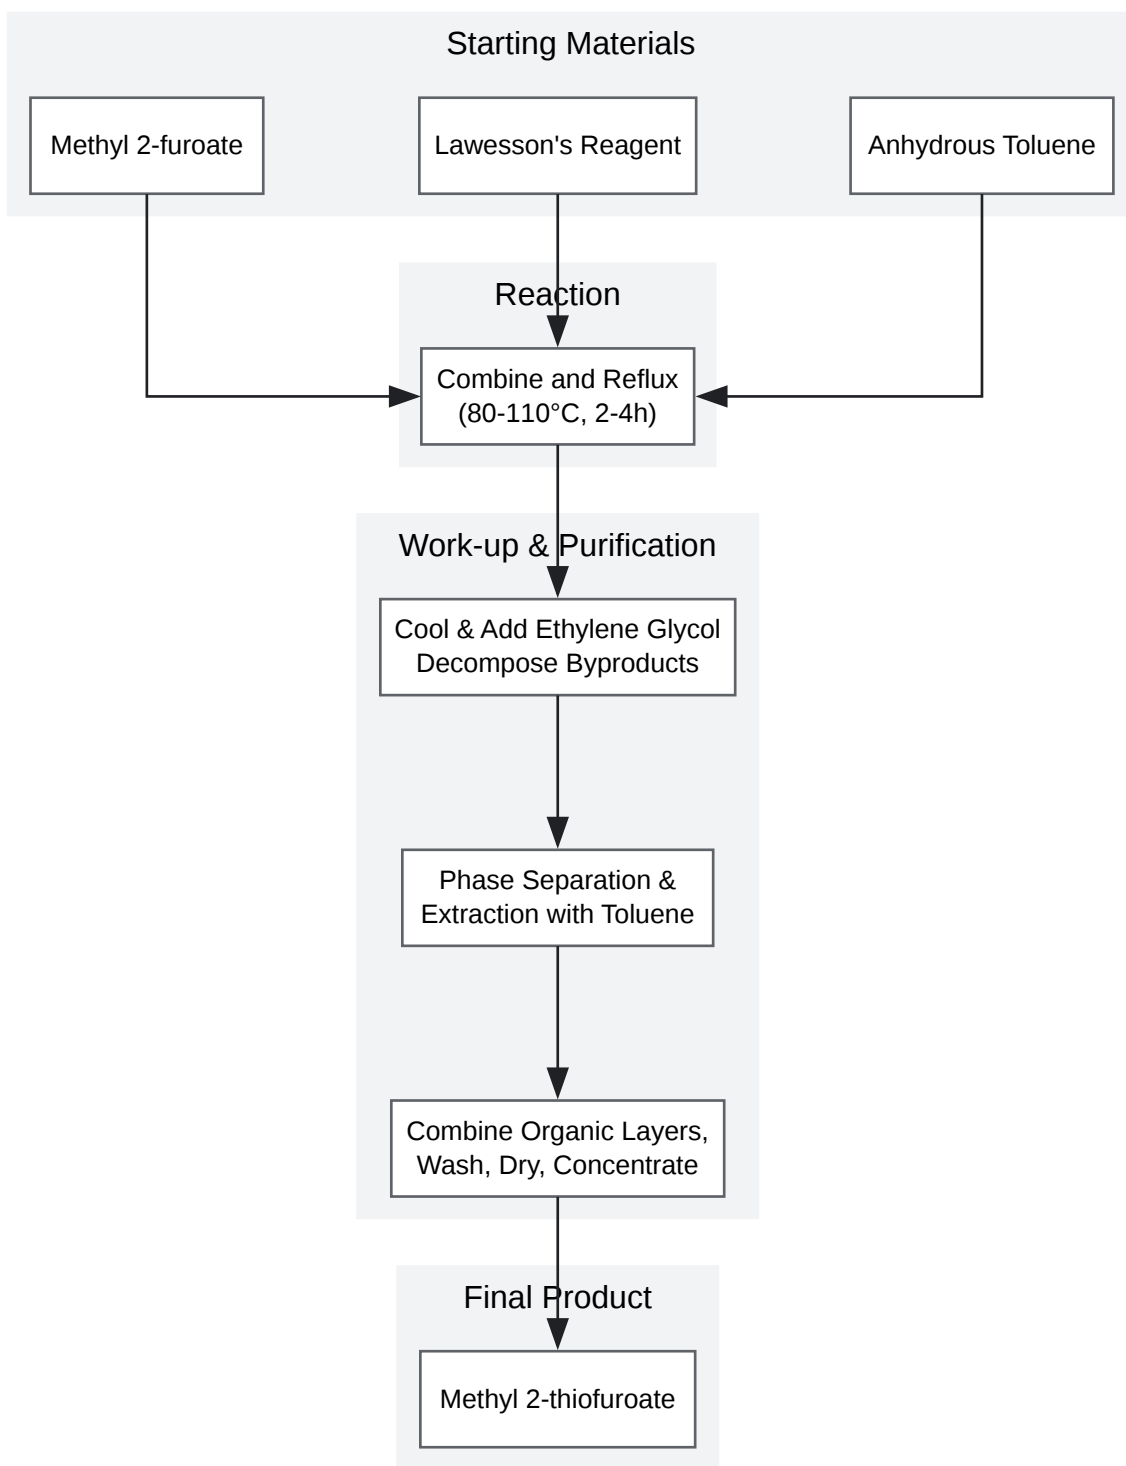 Starting Materials
Methyl 2-furoate
Lawesson's Reagent
Anhydrous Toluene
Reaction
Combine and Reflux
(80-110°C, 2-4h)
Work-up & Purification
Cool & Add Ethylene Glycol
Decompose Byproducts
Phase Separation &
Extraction with Toluene
Combine Organic Layers,
Wash, Dry, Concentrate
Final Product
Methyl 2-thiofuroate